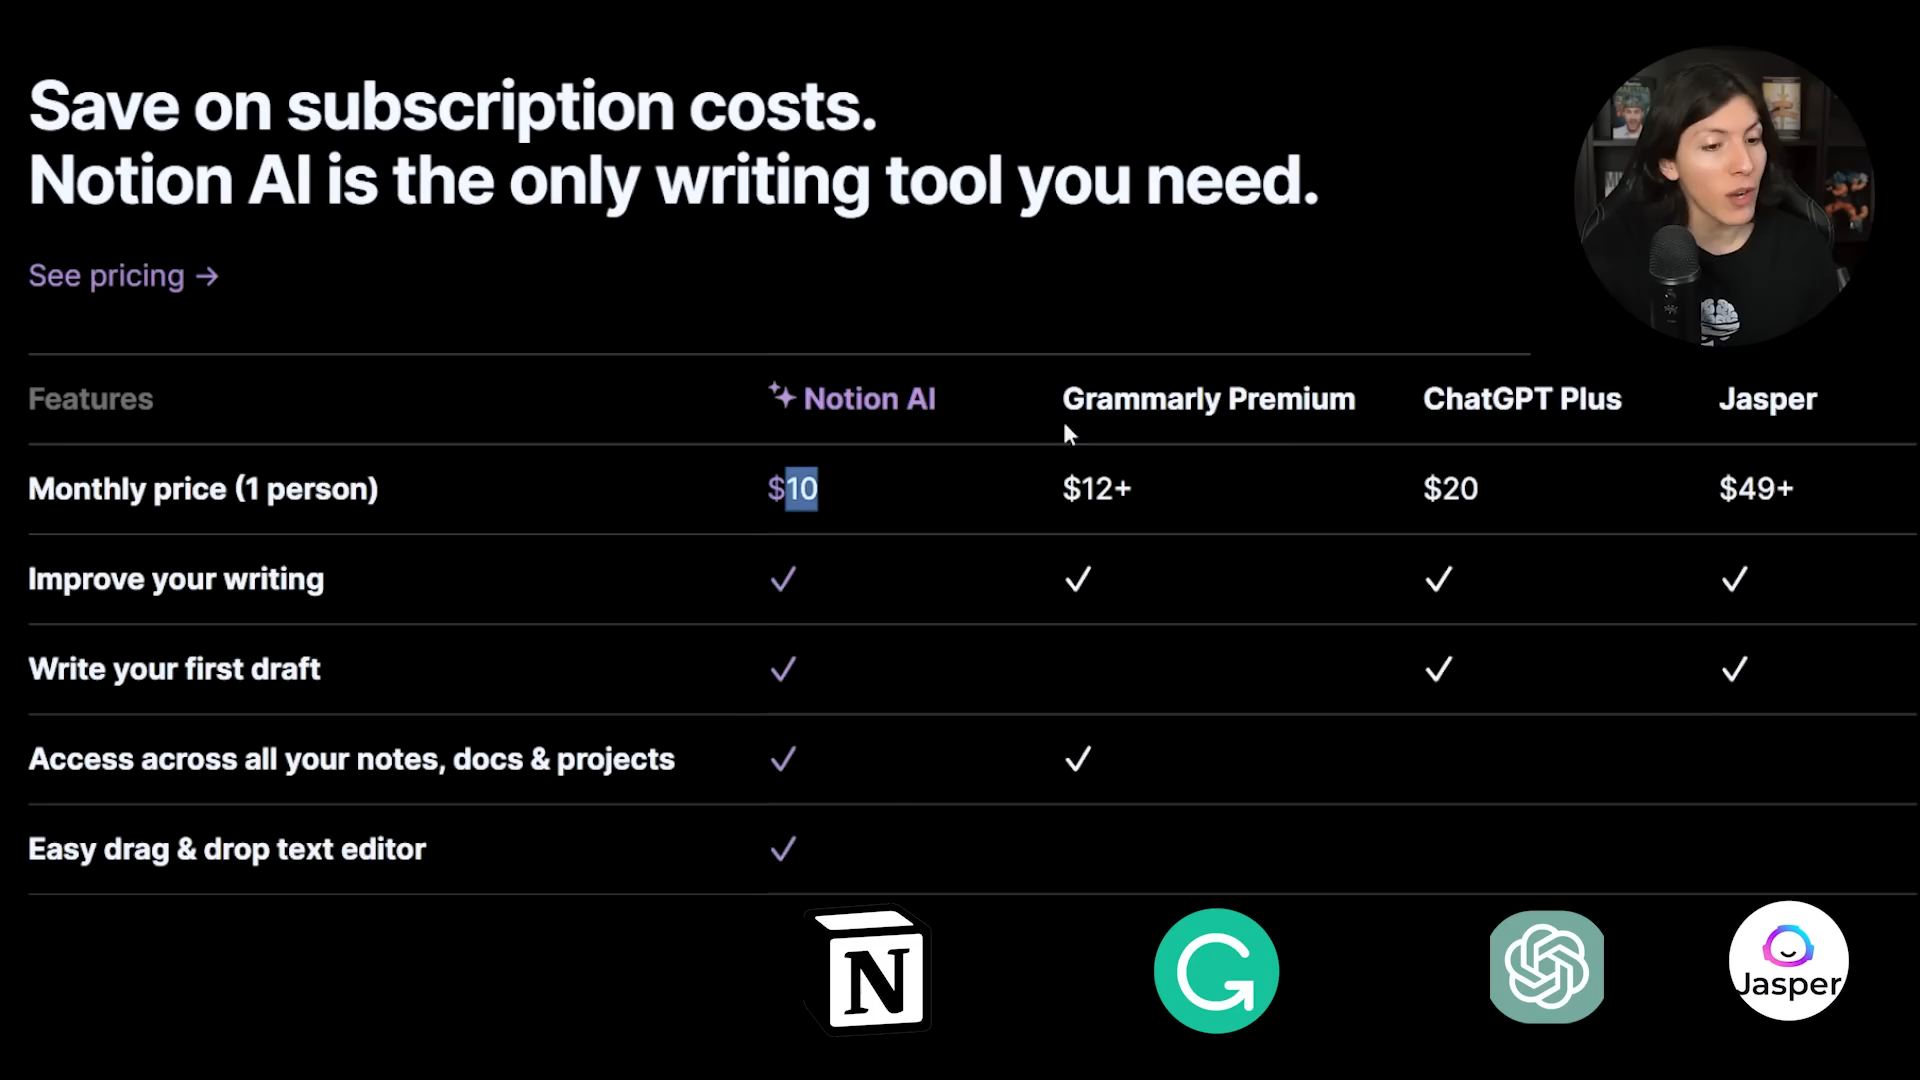 Save on subscription costs.
Notion AI is the only writing tool you need.
See pricing →
Features Notion AI Grammarly Premium ChatGPT Plus Jasper
Monthly price (1 person) $10 $12+ $20 $49+
Improve your writing ✓ ✓ ✓ ✓
Write your first draft ✓ ✓ ✓
Access across all your notes, docs & projects ✓ ✓
Easy drag & drop text editor ✓
N G Jasper